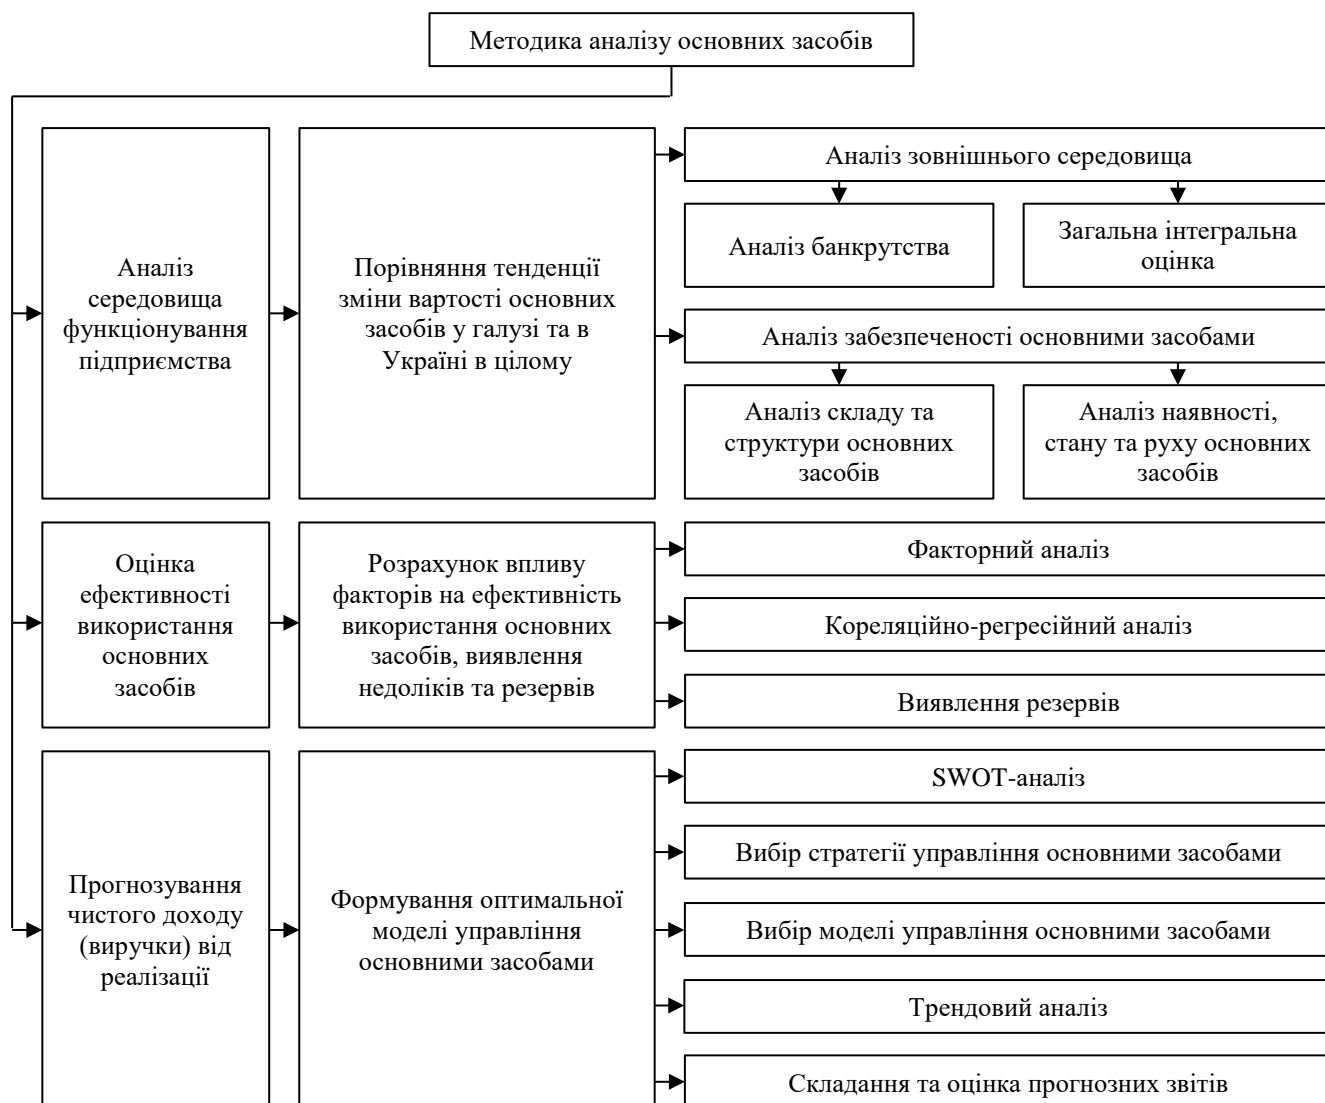 Методика аналізу основних засобів
Аналіз
середовища
функціонування
підприємства
Порівняння тенденції
зміни вартості основних
засобів у галузі та в
Україні в цілому
Аналіз зовнішнього середовища
Аналіз банкрутства
Загальна інтегральна
оцінка
Аналіз забезпеченості основними засобами
Аналіз складу та
структури основних
засобів
Аналіз наявності,
стану та руху основних
засобів
Оцінка
ефективності
використання
основних
засобів
Розрахунок впливу
факторів на ефективність
використання основних
засобів, виявлення
недоліків та резервів
Факторний аналіз
Кореляційно-регресійний аналіз
Виявлення резервів
Прогнозування
чистого доходу
(виручки) від
реалізації
Формування оптимальної
моделі управління
основними засобами
SWOT-аналіз
Вибір стратегії управління основними засобами
Вибір моделі управління основними засобами
Трендовий аналіз
Складання та оцінка прогнозних звітів